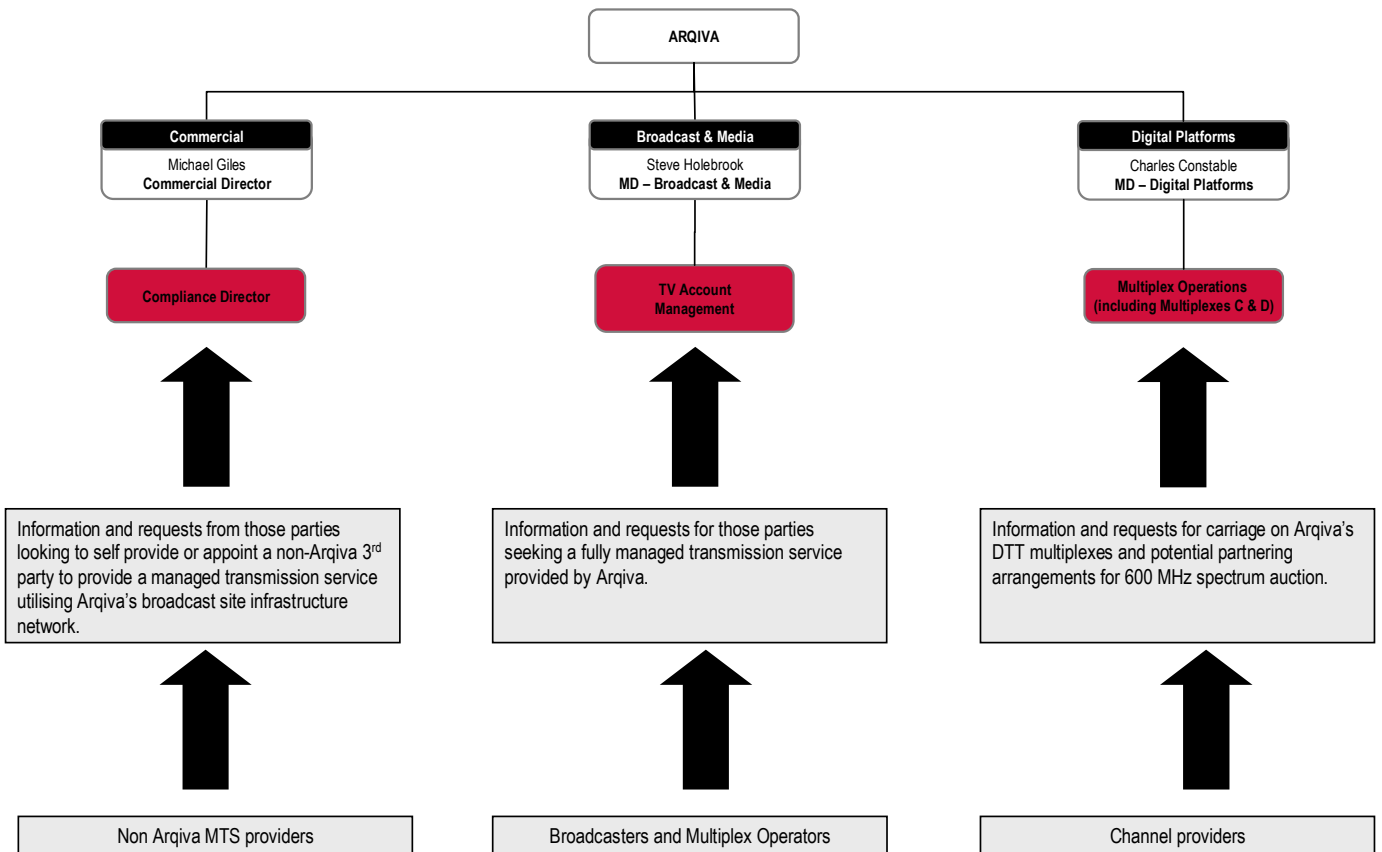 ARQIVA
Commercial
Michael Giles
Commercial Director
Broadcast & Media
Steve Holebrook
MD – Broadcast & Media
Digital Platforms
Charles Constable
MD – Digital Platforms
Compliance Director
TV Account
Management
Multiplex Operations
(including Multiplexes C & D)
Information and requests from those parties
looking to self provide or appoint a non-Arqiva 3rd
party to provide a managed transmission service
utilising Arqiva's broadcast site infrastructure
network.
Information and requests for those parties
seeking a fully managed transmission service
provided by Arqiva.
Information and requests for carriage on Arqiva's
DTT multiplexes and potential partnering
arrangements for 600 MHz spectrum auction.
Non Arqiva MTS providers
Broadcasters and Multiplex Operators
Channel providers